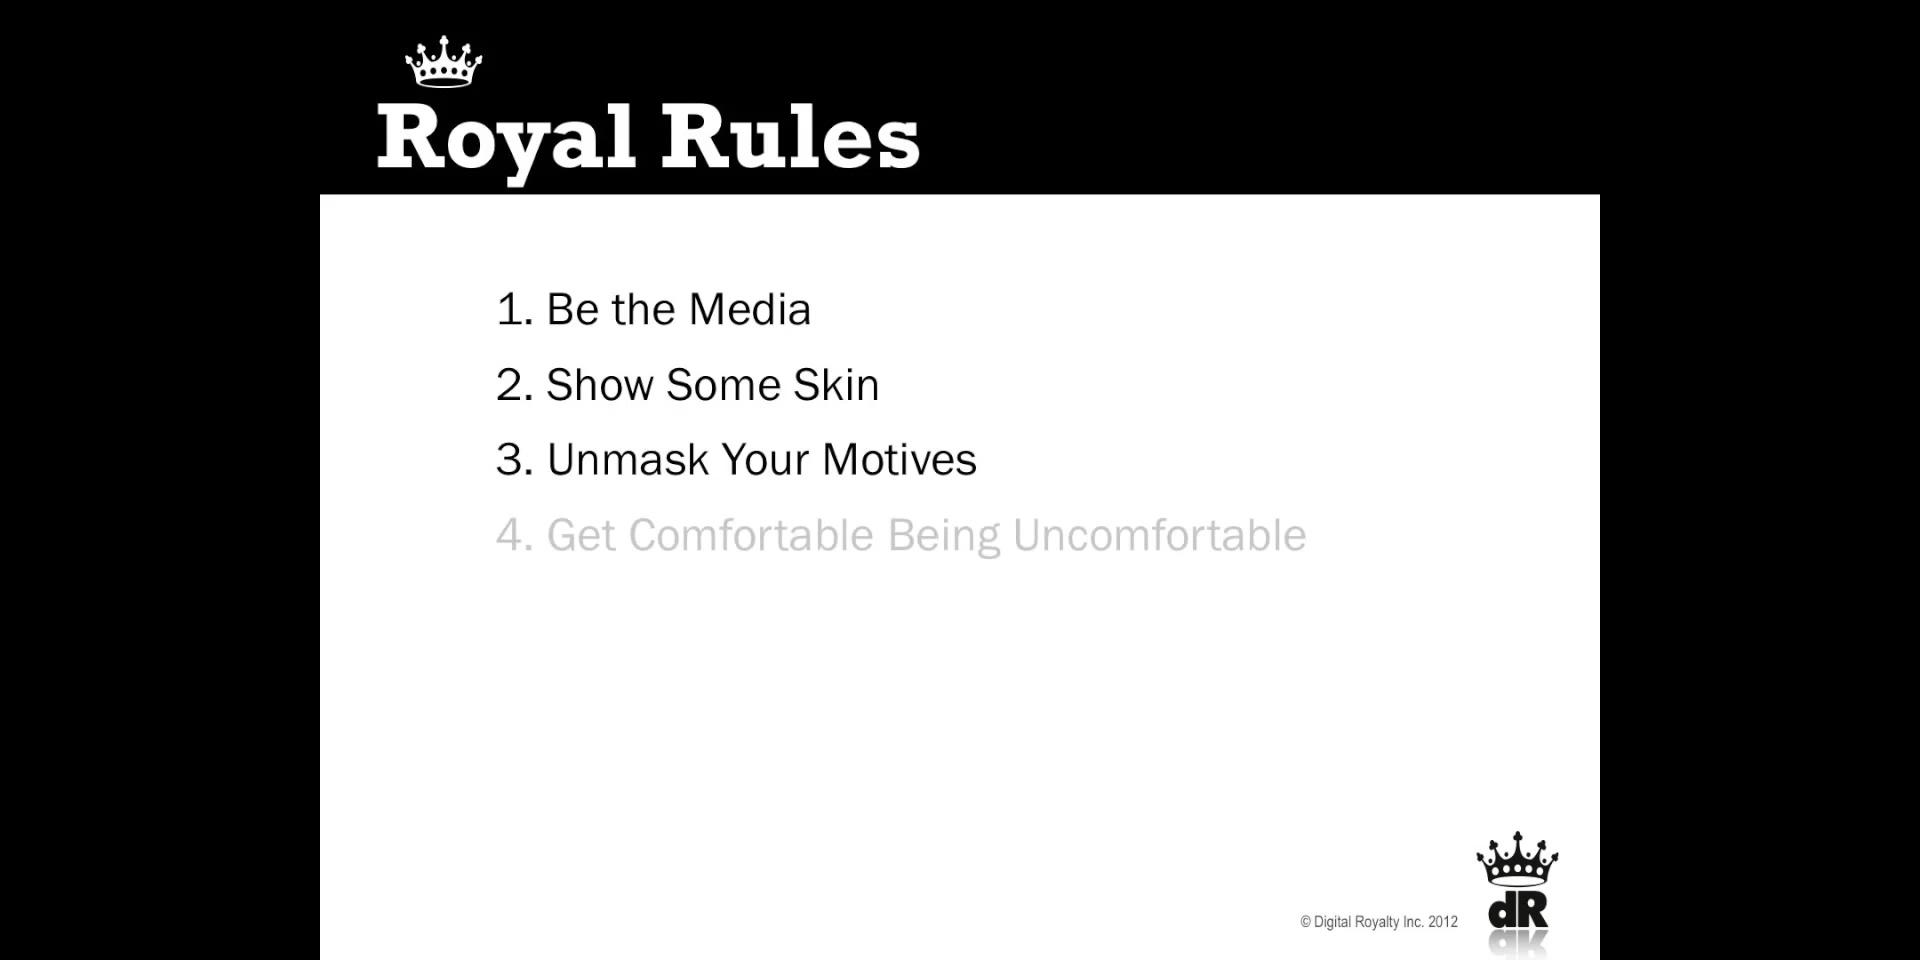 Royal Rules
1. Be the Media
2. Show Some Skin
3. Unmask Your Motives
4. Get Comfortable Being Uncomfortable
© Digital Royalty Inc. 2012
dR